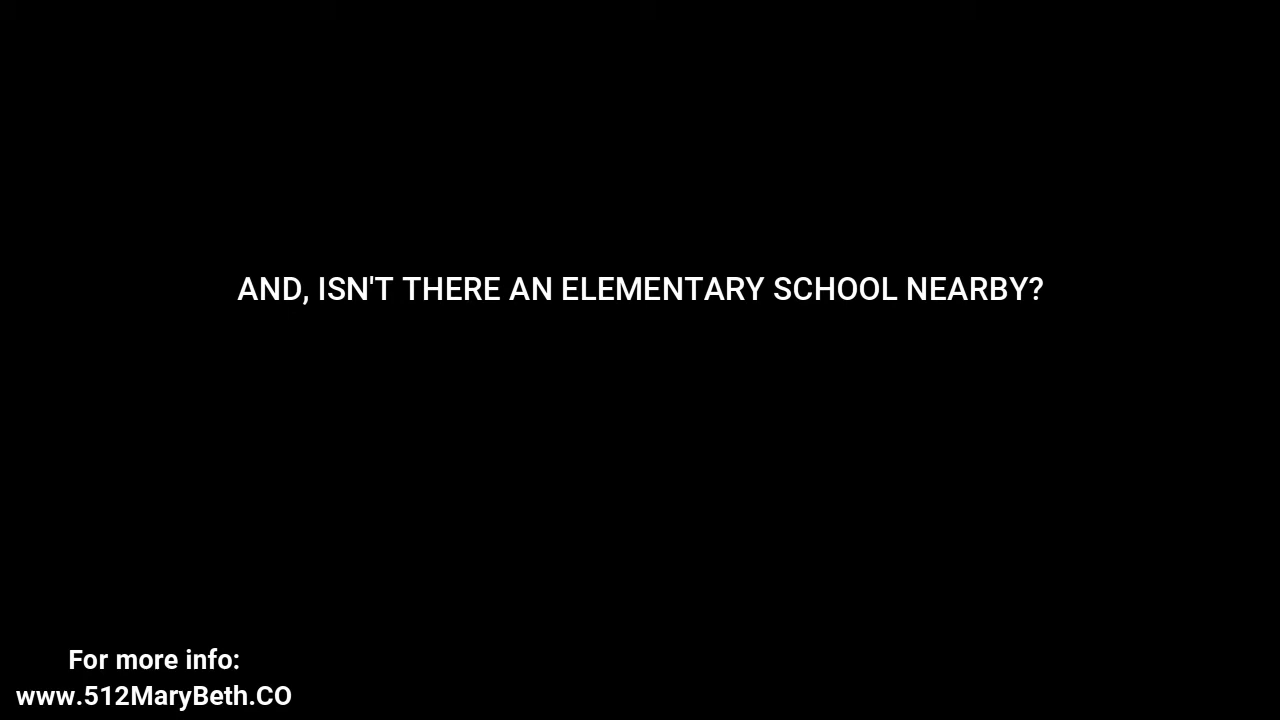 AND, ISN'T THERE AN ELEMENTARY SCHOOL NEARBY?
For more info:
www.512MaryBeth.CO